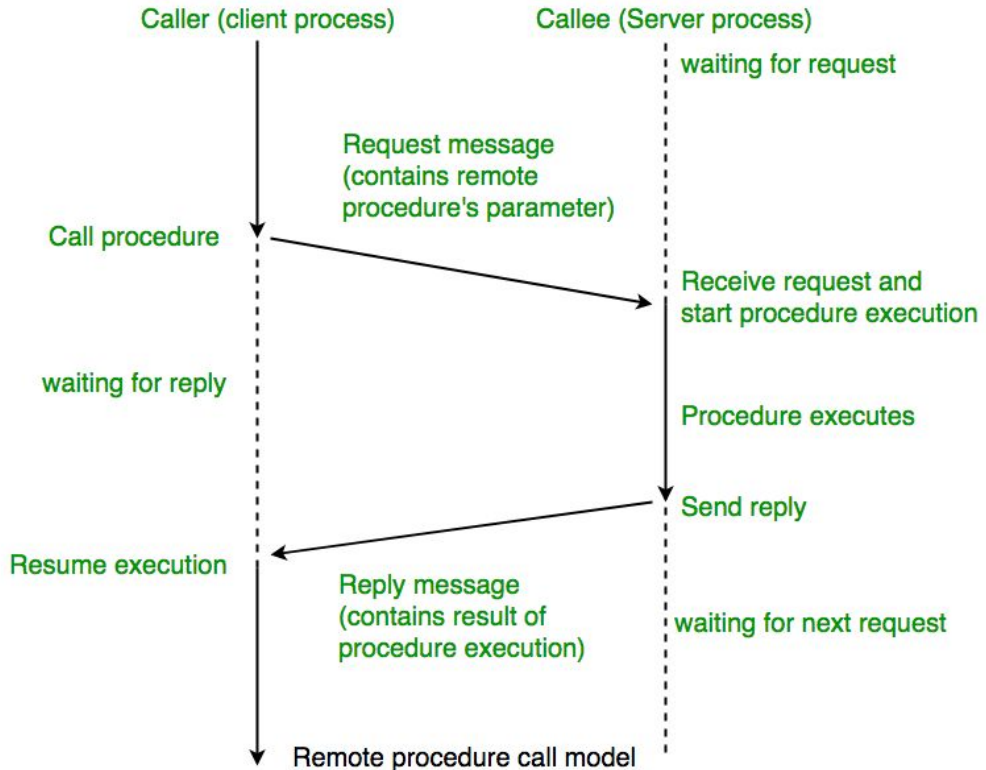 Caller (client process)
Callee (Server process)
waiting for request
Request message
(contains remote
procedure's parameter)
Call procedure
Receive request and
start procedure execution
waiting for reply
Procedure executes
Send reply
Resume execution
Reply message
(contains result of
procedure execution)
waiting for next request
Remote procedure call model